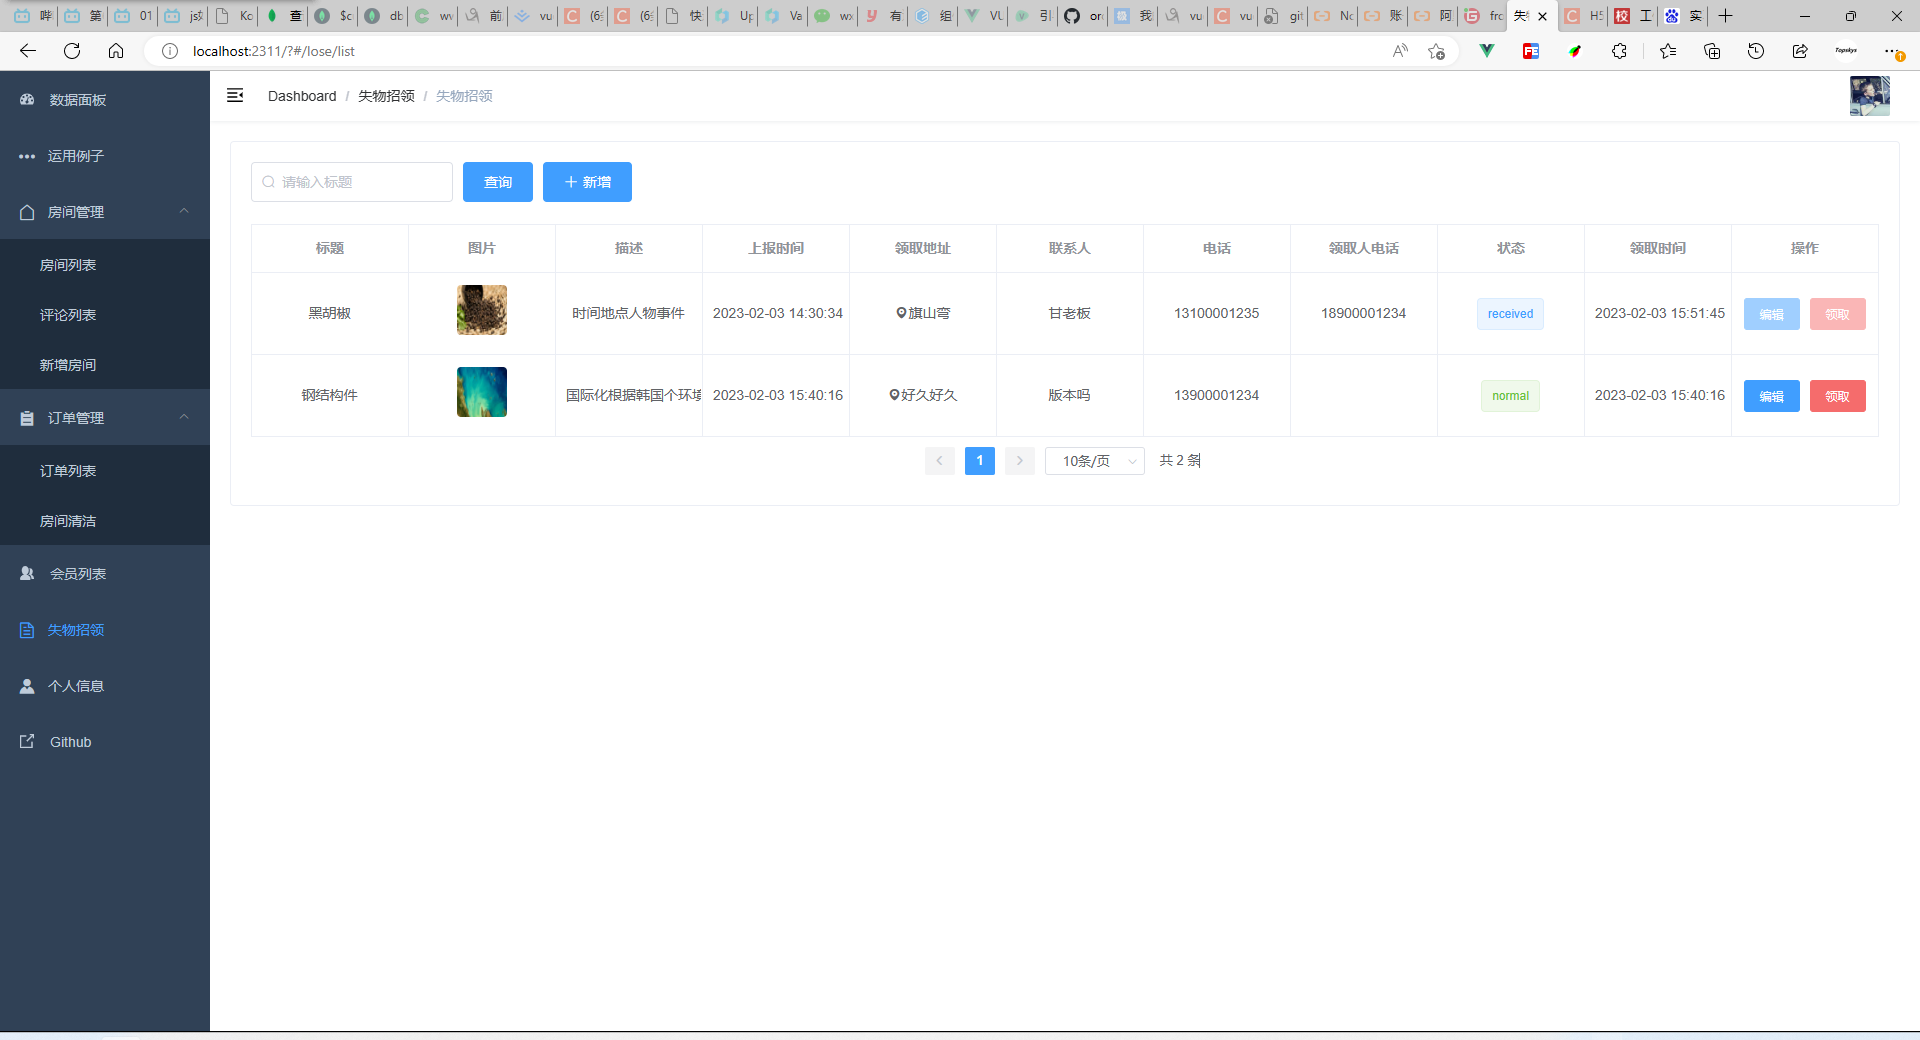 哔
第
01
js
Ko
查
$c
db
wv
前
vu
(6
(6
快
Up
Va
wx
有
组
VU
引
or
我
vu
vu
git
Nc
账
阿
frc
失物
H5
工
实
localhost:2311/?#/lose/list
Topskys
数据面板
运用例子
房间管理
房间列表
评论列表
新增房间
订单管理
订单列表
房间清洁
会员列表
失物招领
个人信息
Github
Dashboard / 失物招领 / 失物招领
请输入标题 查询 新增
标题 图片 描述 上报时间 领取地址 联系人 电话 领取人电话 状态 领取时间 操作
黑胡椒 时间地点人物事件 2023-02-03 14:30:34 旗山弯 甘老板 13100001235 18900001234 received 2023-02-03 15:51:45 编辑 领取
钢结构件 国际化根据韩国个环境 2023-02-03 15:40:16 好久好久 版本吗 13900001234 normal 2023-02-03 15:40:16 编辑 领取
1 10条/页 共 2 条